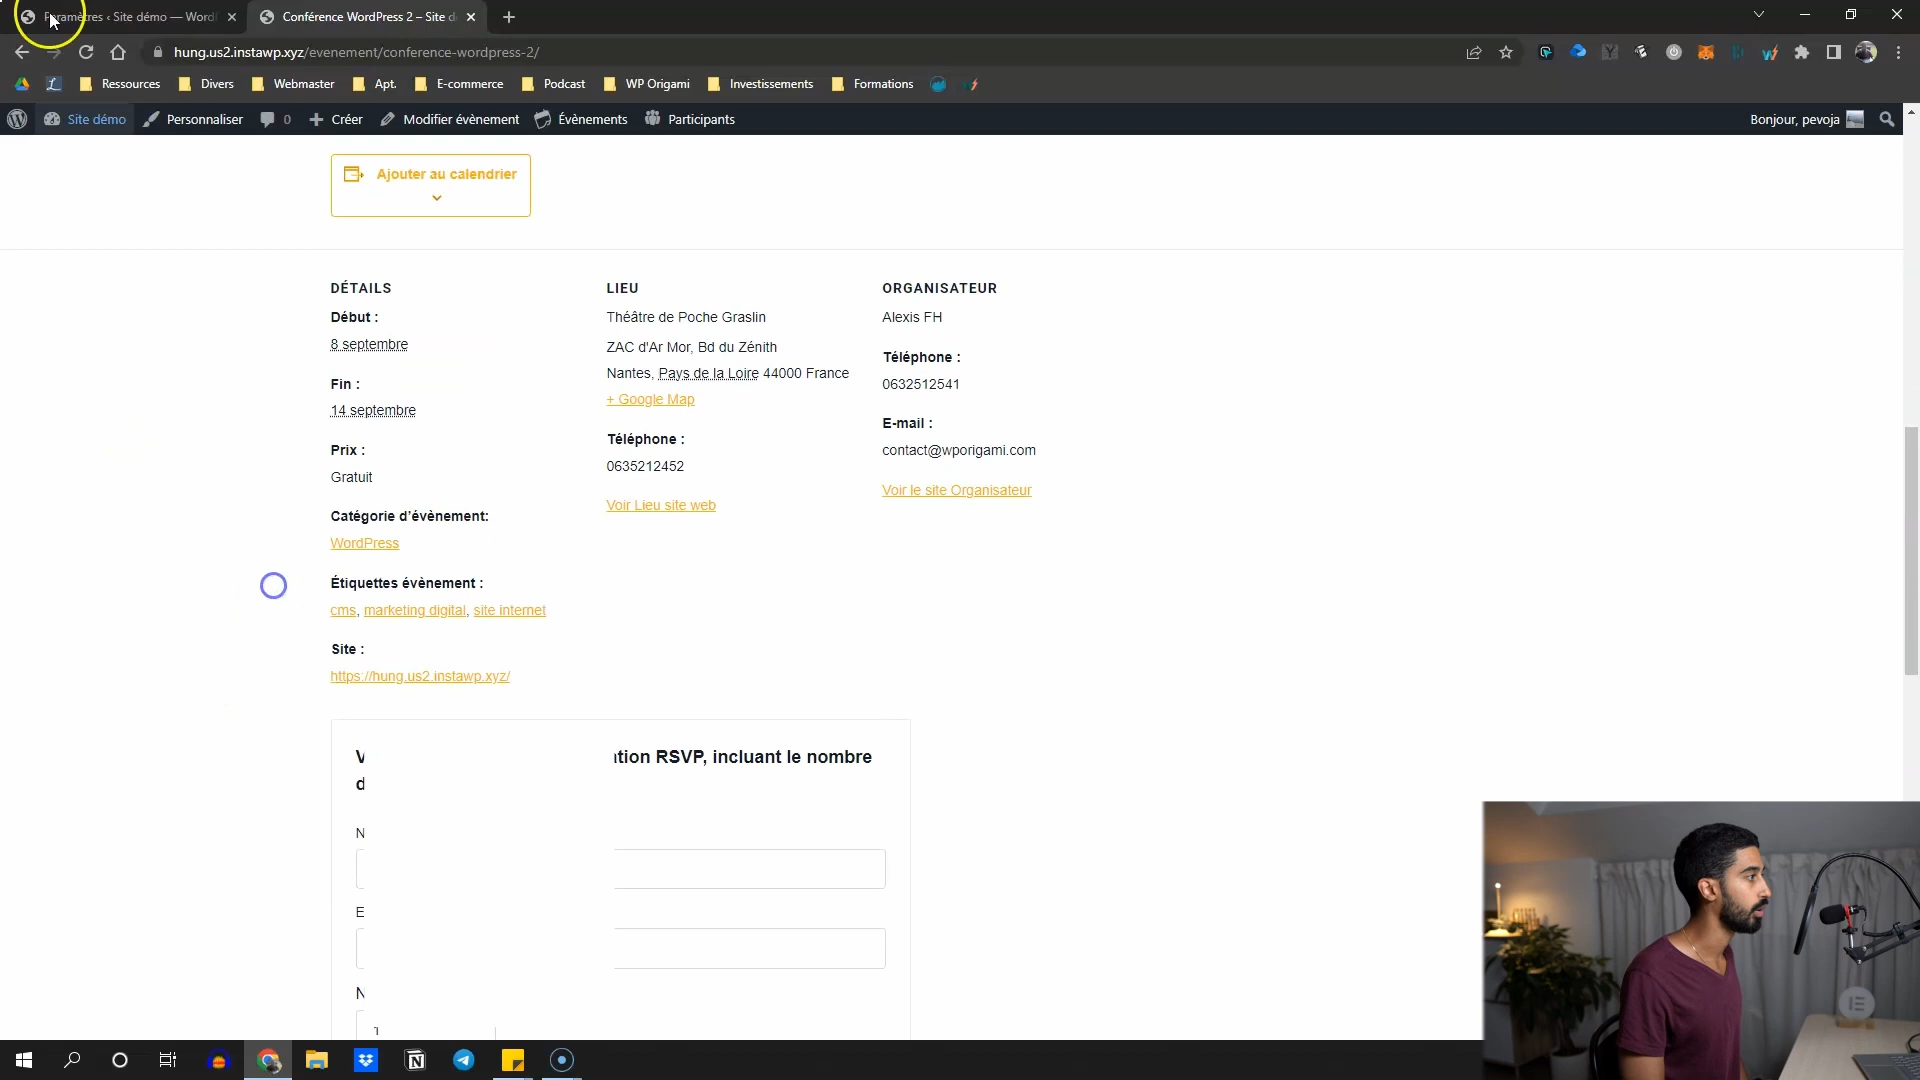 Paramètres ‹ Site démo — Word
Conférence WordPress 2 – Site d
hung.us2.instawp.xyz/evenement/conference-wordpress-2/
Ressources
Divers
Webmaster
Apt.
E-commerce
Podcast
WP Origami
Investissements
Formations
Site démo
Personnaliser
0
Créer
Modifier évènement
Évènements
Participants
Bonjour, pevoja
Ajouter au calendrier
DÉTAILS
Début :
8 septembre
Fin :
14 septembre
Prix :
Gratuit
Catégorie d’évènement:
WordPress
Étiquettes évènement :
cms, marketing digital, site internet
Site :
https://hung.us2.instawp.xyz/
LIEU
Théâtre de Poche Graslin
ZAC d'Ar Mor, Bd du Zénith
Nantes, Pays de la Loire 44000 France
+ Google Map
Téléphone :
0635212452
Voir Lieu site web
ORGANISATEUR
Alexis FH
Téléphone :
0632512541
E-mail :
contact@wporigami.com
Voir le site Organisateur
RSVP, incluant le nombre